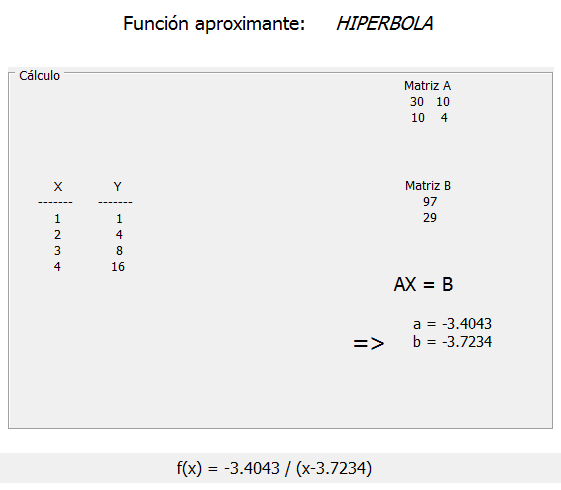 Función aproximante: HIPERBOLA
Cálculo
Matriz A
30 10
10 4
X Y
------- -------
1 1
2 4
3 8
4 16
Matriz B
97
29
AX = B
=>
a = -3.4043
b = -3.7234
f(x) = -3.4043 / (x-3.7234)